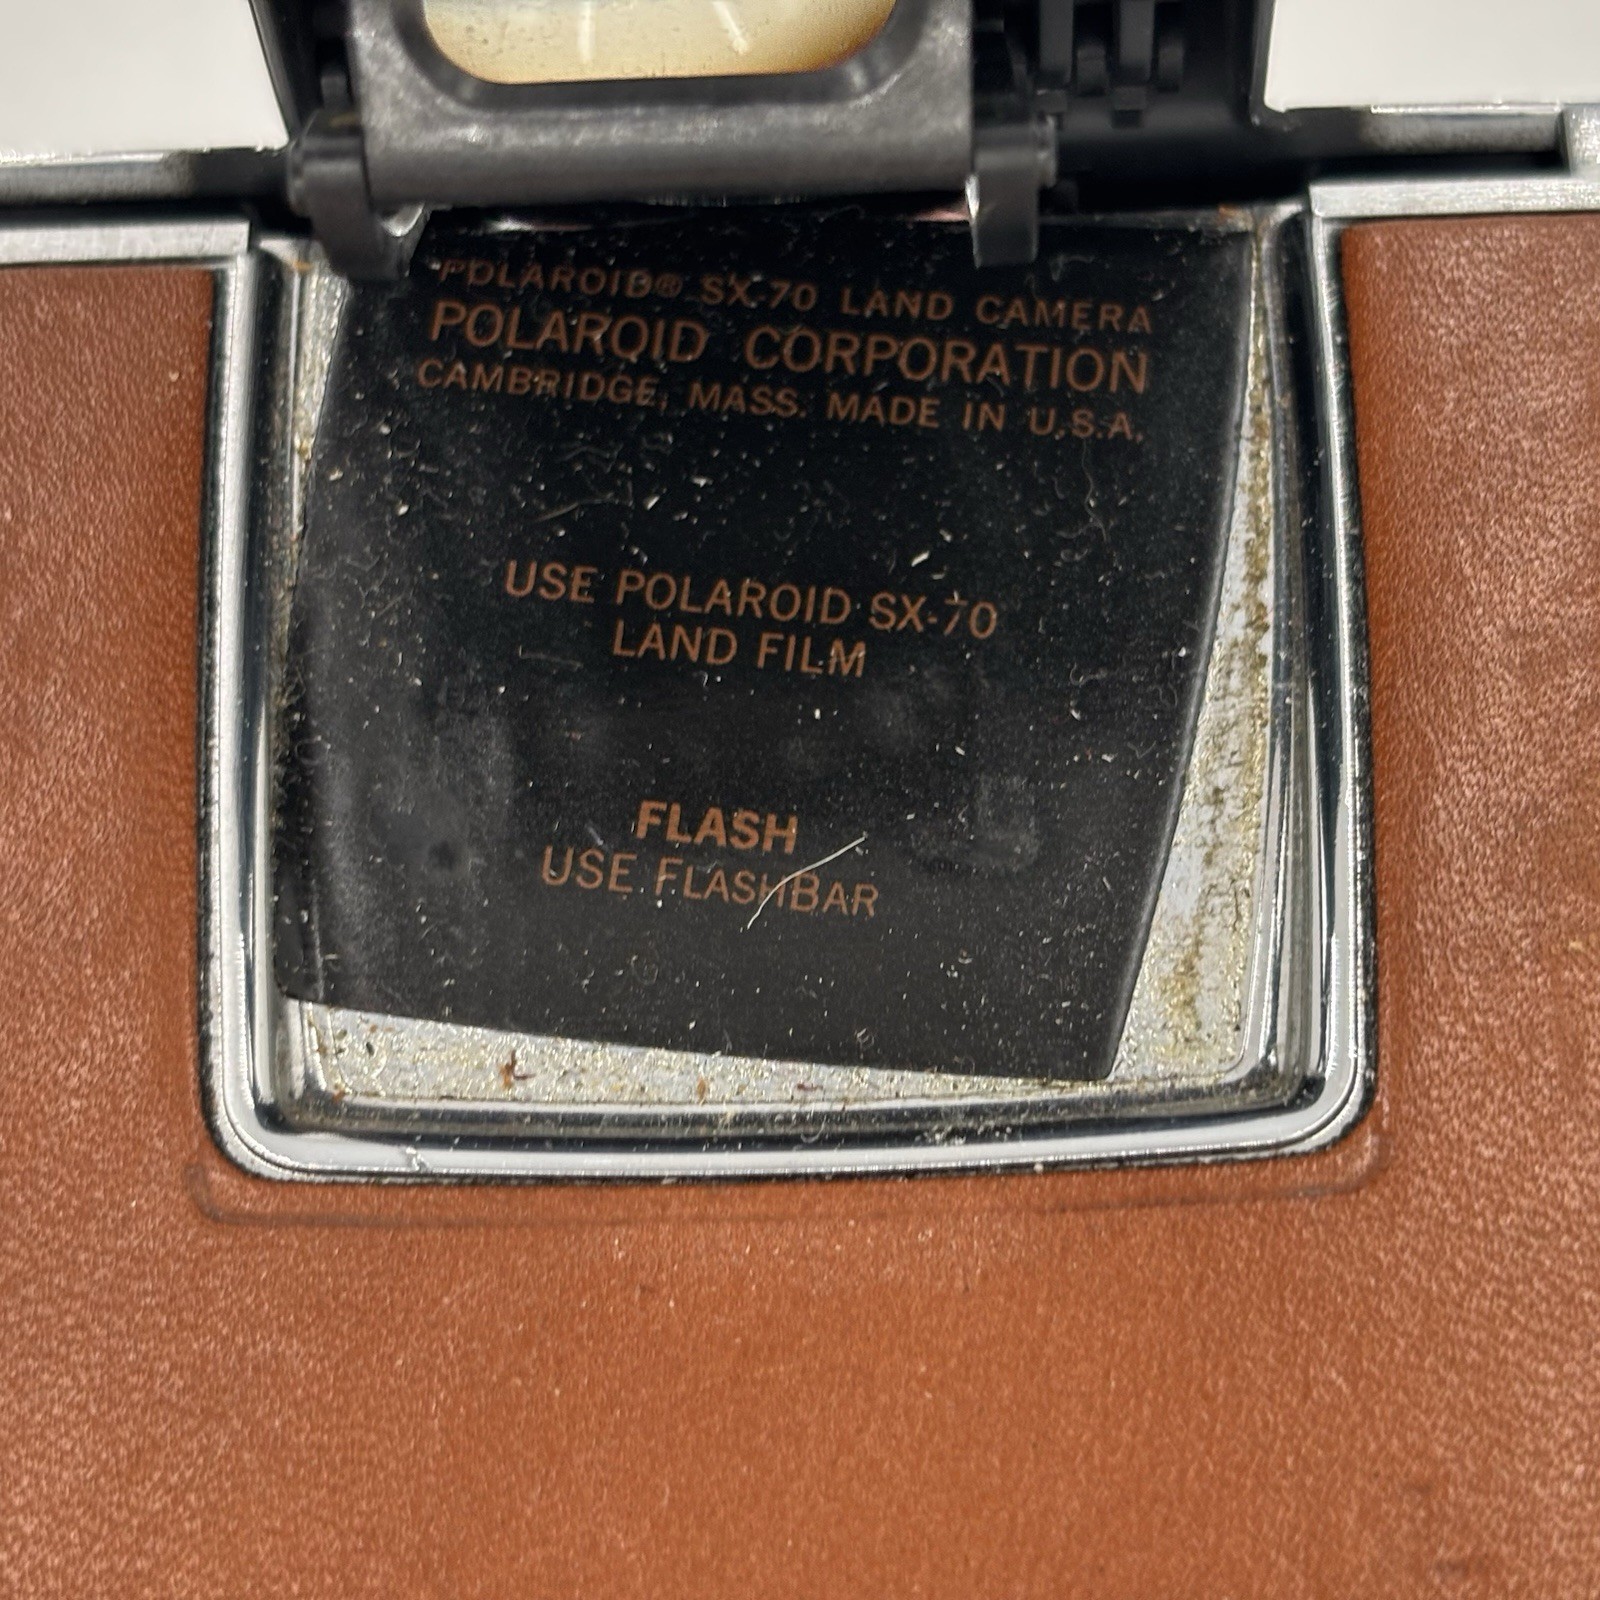 POLAROID® SX-70 LAND CAMERA
POLAROID CORPORATION
CAMBRIDGE, MASS. MADE IN U.S.A.
USE POLAROID SX-70
LAND FILM
FLASH
USE FLASHBAR